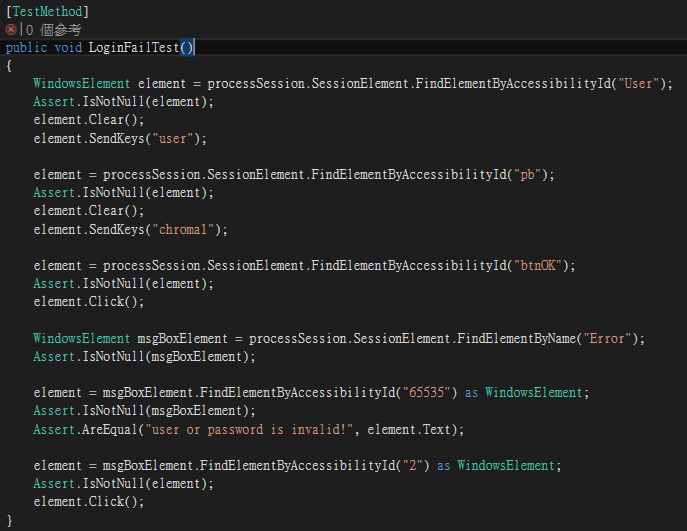 [TestMethod]
|0 個參考
public void LoginFailTest()
{
    WindowsElement element = processSession.SessionElement.FindElementByAccessibilityId("User");
    Assert.IsNotNull(element);
    element.Clear();
    element.SendKeys("user");

    element = processSession.SessionElement.FindElementByAccessibilityId("pb");
    Assert.IsNotNull(element);
    element.Clear();
    element.SendKeys("chroma1");

    element = processSession.SessionElement.FindElementByAccessibilityId("btnOK");
    Assert.IsNotNull(element);
    element.Click();

    WindowsElement msgBoxElement = processSession.SessionElement.FindElementByName("Error");
    Assert.IsNotNull(msgBoxElement);

    element = msgBoxElement.FindElementByAccessibilityId("65535") as WindowsElement;
    Assert.IsNotNull(msgBoxElement);
    Assert.AreEqual("user or password is invalid!", element.Text);

    element = msgBoxElement.FindElementByAccessibilityId("2") as WindowsElement;
    Assert.IsNotNull(element);
    element.Click();
}